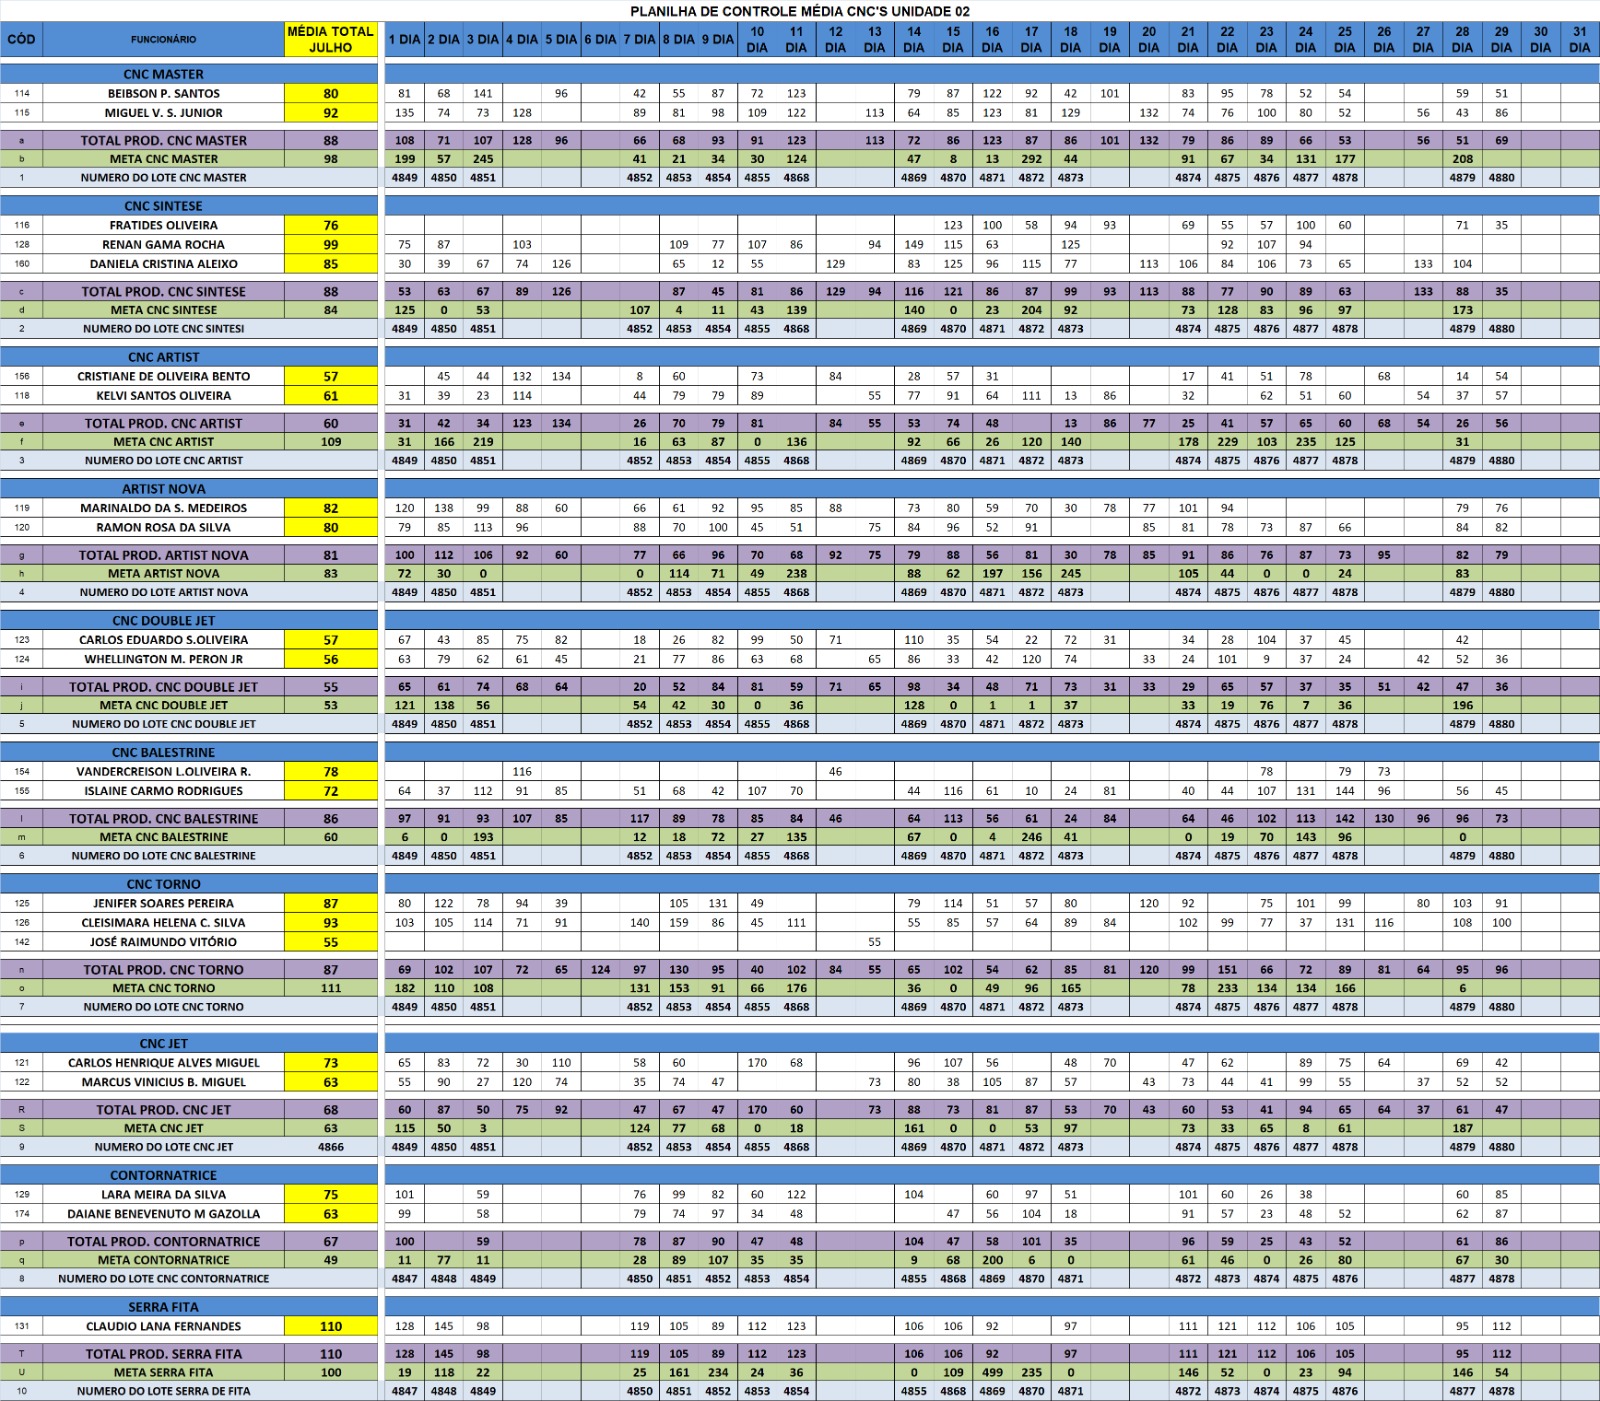 PLANILHA DE CONTROLE MÉDIA CNC'S UNIDADE 02
CÓD FUNCIONÁRIO MÉDIA TOTAL JULHO 1 DIA 2 DIA 3 DIA 4 DIA 5 DIA 6 DIA 7 DIA 8 DIA 9 DIA 10 DIA 11 DIA 12 DIA 13 DIA 14 DIA 15 DIA 16 DIA 17 DIA 18 DIA 19 DIA 20 DIA 21 DIA 22 DIA 23 DIA 24 DIA 25 DIA 26 DIA 27 DIA 28 DIA 29 DIA 30 DIA 31 DIA
CNC MASTER
114 BEIBSON P. SANTOS 80 81 68 141 96 42 55 87 72 123 79 87 122 92 42 101 83 95 78 52 54 59 51
115 MIGUEL V. S. JUNIOR 92 135 74 73 128 89 81 98 109 122 113 64 85 123 81 129 132 74 76 100 80 52 56 43 86
a TOTAL PROD. CNC MASTER 88 108 71 107 128 96 66 68 93 91 123 113 72 86 123 87 86 101 132 79 86 89 66 53 56 51 69
b META CNC MASTER 98 199 57 245 41 21 34 30 124 47 8 13 292 44 91 67 34 131 177 208
1 NUMERO DO LOTE CNC MASTER 4849 4850 4851 4852 4853 4854 4855 4868 4869 4870 4871 4872 4873 4874 4875 4876 4877 4878 4879 4880
CNC SINTESE
116 FRATIDES OLIVEIRA 76 123 100 58 94 93 69 55 57 100 60 71 35
128 RENAN GAMA ROCHA 99 75 87 103 109 77 107 86 94 149 115 63 125 92 107 94
160 DANIELA CRISTINA ALEIXO 85 30 39 67 74 126 65 12 55 129 83 125 96 115 77 113 106 84 106 73 65 133 104
c TOTAL PROD. CNC SINTESE 88 53 63 67 89 126 87 45 81 86 129 94 116 121 86 87 99 93 113 88 77 90 89 63 133 88 35
d META CNC SINTESE 84 125 0 53 107 4 11 43 139 140 0 23 204 92 73 128 83 96 97 173
2 NUMERO DO LOTE CNC SINTESI 4849 4850 4851 4852 4853 4854 4855 4868 4869 4870 4871 4872 4873 4874 4875 4876 4877 4878 4879 4880
CNC ARTIST
156 CRISTIANE DE OLIVEIRA BENTO 57 45 44 132 134 8 60 73 84 28 57 31 17 41 51 78 68 14 54
118 KELVI SANTOS OLIVEIRA 61 31 39 23 114 44 79 79 89 55 77 91 64 111 13 86 32 62 51 60 54 37 57
e TOTAL PROD. CNC ARTIST 60 31 42 34 123 134 26 70 79 81 84 55 53 74 48 13 86 77 25 41 57 65 60 68 54 26 56
f META CNC ARTIST 109 31 166 219 16 63 87 0 136 92 66 26 120 140 178 229 103 235 125 31
3 NUMERO DO LOTE CNC ARTIST 4849 4850 4851 4852 4853 4854 4855 4868 4869 4870 4871 4872 4873 4874 4875 4876 4877 4878 4879 4880
ARTIST NOVA
119 MARINALDO DA S. MEDEIROS 82 120 138 99 88 60 66 61 92 95 85 88 73 80 59 70 30 78 77 101 94 79 76
120 RAMON ROSA DA SILVA 80 79 85 113 96 88 70 100 45 51 75 84 96 52 91 85 81 78 73 87 66 84 82
g TOTAL PROD. ARTIST NOVA 81 100 112 106 92 60 77 66 96 70 68 92 75 79 88 56 81 30 78 85 91 86 76 87 73 95 82 79
h META ARTIST NOVA 83 72 30 0 0 114 71 49 238 88 62 197 156 245 105 44 0 0 24 83
4 NUMERO DO LOTE ARTIST NOVA 4849 4850 4851 4852 4853 4854 4855 4868 4869 4870 4871 4872 4873 4874 4875 4876 4877 4878 4879 4880
CNC DOUBLE JET
123 CARLOS EDUARDO S.OLIVEIRA 57 67 43 85 75 82 18 26 82 99 50 71 110 35 54 22 72 31 34 28 104 37 45 42
124 WHELLINGTON M. PERON JR 56 63 79 62 61 45 21 77 86 63 68 65 86 33 42 120 74 33 24 101 9 37 24 42 52 36
i TOTAL PROD. CNC DOUBLE JET 55 65 61 74 68 64 20 52 84 81 59 71 65 98 34 48 71 73 31 33 29 65 57 37 35 51 42 47 36
j META CNC DOUBLE JET 53 121 138 56 54 42 30 0 36 128 0 1 1 37 33 19 76 7 36 196
5 NUMERO DO LOTE CNC DOUBLE JET 4849 4850 4851 4852 4853 4854 4855 4868 4869 4870 4871 4872 4873 4874 4875 4876 4877 4878 4879 4880
CNC BALESTRINE
154 VANDERCREISON L.OLIVEIRA R. 78 116 46 78 79 73
155 ISLAINE CARMO RODRIGUES 72 64 37 112 91 85 51 68 42 107 70 44 116 61 10 24 81 40 44 107 131 144 96 56 45
l TOTAL PROD. CNC BALESTRINE 86 97 91 93 107 85 117 89 78 85 84 46 64 113 56 61 24 84 64 46 102 113 142 130 96 96 73
m META CNC BALESTRINE 60 6 0 193 12 18 72 27 135 67 0 4 246 41 0 19 70 143 96 0
6 NUMERO DO LOTE CNC BALESTRINE 4849 4850 4851 4852 4853 4854 4855 4868 4869 4870 4871 4872 4873 4874 4875 4876 4877 4878 4879 4880
CNC TORNO
125 JENIFER SOARES PEREIRA 87 80 122 78 94 39 105 131 49 79 114 51 57 80 120 92 75 101 99 80 103 91
126 CLEISIMARA HELENA C. SILVA 93 103 105 114 71 91 140 159 86 45 111 55 85 57 64 89 84 102 99 77 37 131 116 108 100
142 JOSÉ RAIMUNDO VITÓRIO 55 55
n TOTAL PROD. CNC TORNO 87 69 102 107 72 65 124 97 130 95 40 102 84 55 65 102 54 62 85 81 120 99 151 66 72 89 81 64 95 96
o META CNC TORNO 111 182 110 108 131 153 91 66 176 36 0 49 96 165 78 233 134 134 166 6
7 NUMERO DO LOTE CNC TORNO 4849 4850 4851 4852 4853 4854 4855 4868 4869 4870 4871 4872 4873 4874 4875 4876 4877 4878 4879 4880
CNC JET
121 CARLOS HENRIQUE ALVES MIGUEL 73 65 83 72 30 110 58 60 170 68 96 107 56 48 70 47 62 89 75 64 69 42
122 MARCUS VINICIUS B. MIGUEL 63 55 90 27 120 74 35 74 47 73 80 38 105 87 57 43 73 44 41 99 55 37 52 52
R TOTAL PROD. CNC JET 68 60 87 50 75 92 47 67 47 170 60 73 88 73 81 87 53 70 43 60 53 41 94 65 64 37 61 47
S META CNC JET 63 115 50 3 124 77 68 0 18 161 0 0 53 97 73 33 65 8 61 187
9 NUMERO DO LOTE CNC JET 4866 4849 4850 4851 4852 4853 4854 4855 4868 4869 4870 4871 4872 4873 4874 4875 4876 4877 4878 4879 4880
CONTORNATRICE
129 LARA MEIRA DA SILVA 75 101 59 76 99 82 60 122 104 60 97 51 101 60 26 38 60 85
174 DAIANE BENEVENUTO M GAZOLLA 63 99 58 79 74 97 34 48 47 56 104 18 91 57 23 48 52 62 87
p TOTAL PROD. CONTORNATRICE 67 100 59 78 87 90 47 48 104 47 58 101 35 96 59 25 43 52 61 86
q META CONTORNATRICE 49 11 77 11 28 89 107 35 35 9 68 200 6 0 61 46 0 26 80 67 30
8 NUMERO DO LOTE CNC CONTORNATRICE 4847 4848 4849 4850 4851 4852 4853 4854 4855 4868 4869 4870 4871 4872 4873 4874 4875 4876 4877 4878
SERRA FITA
131 CLAUDIO LANA FERNANDES 110 128 145 98 119 105 89 112 123 106 106 92 97 111 121 112 106 105 95 112
T TOTAL PROD. SERRA FITA 110 128 145 98 119 105 89 112 123 106 106 92 97 111 121 112 106 105 95 112
U META SERRA FITA 100 19 118 22 25 161 234 24 36 0 109 499 235 0 146 52 0 23 94 146 54
10 NUMERO DO LOTE SERRA DE FITA 4847 4848 4849 4850 4851 4852 4853 4854 4855 4868 4869 4870 4871 4872 4873 4874 4875 4876 4877 4878